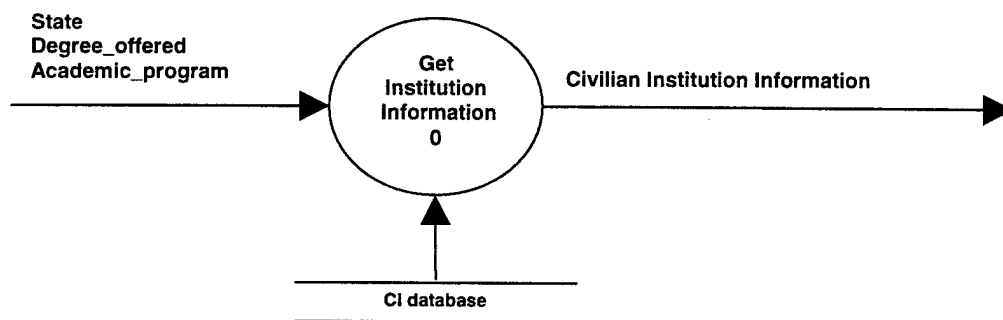 State
Degree_offered
Academic_program
Get
Institution
Information
0
Civilian Institution Information
CI database